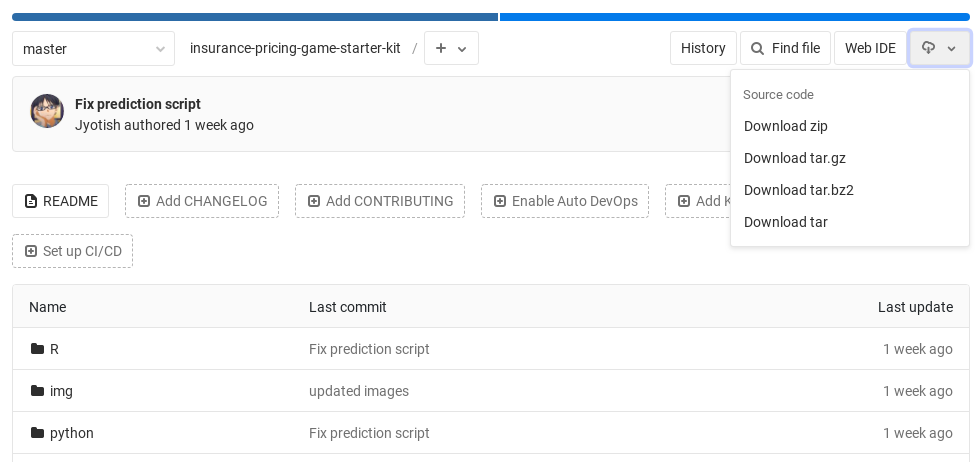 master insurance-pricing-game-starter-kit / History Find file Web IDE
Source code
Fix prediction script
Jyotish authored 1 week ago
Download zip
Download tar.gz
Download tar.bz2
Download tar
README Add CHANGELOG Add CONTRIBUTING Enable Auto DevOps Add K
Set up CI/CD
Name Last commit Last update
R Fix prediction script 1 week ago
img updated images 1 week ago
python Fix prediction script 1 week ago